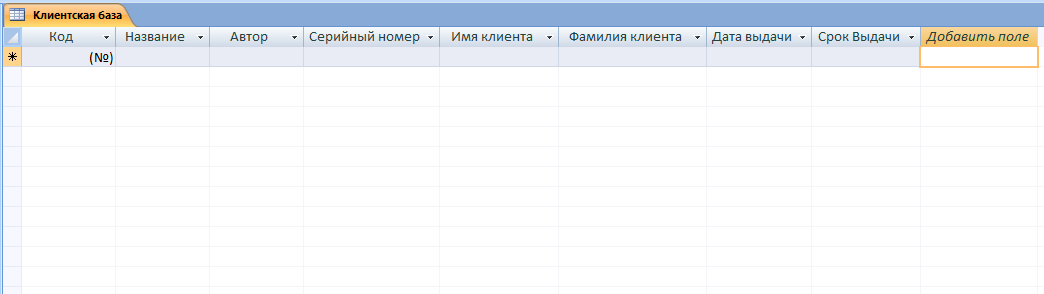 Клиентская база
Код Название Автор Серийный номер Имя клиента Фамилия клиента Дата выдачи Срок Выдачи Добавить поле
(№)